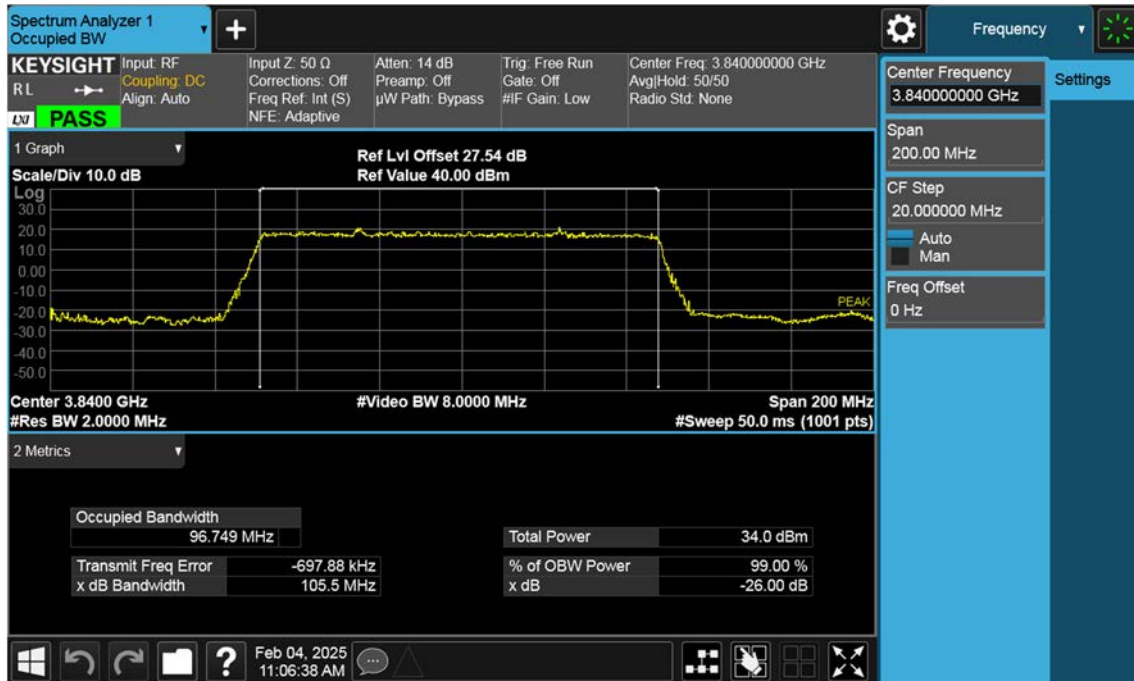 Spectrum Analyzer 1
Occupied BW
+
Frequency
KEYSIGHT
RL
LXI
PASS
Input: RF
Coupling: DC
Align: Auto
Input Z: 50 Ω
Corrections: Off
Freq Ref: Int (S)
NFE: Adaptive
Atten: 14 dB
Preamp: Off
µW Path: Bypass
Trig: Free Run
Gate: Off
#IF Gain: Low
Center Freq: 3.840000000 GHz
Avg|Hold: 50/50
Radio Std: None
Center Frequency
3.840000000 GHz
Settings
Span
200.00 MHz
CF Step
20.000000 MHz
Auto
Man
Freq Offset
0 Hz
1 Graph
Scale/Div 10.0 dB
Ref Lvl Offset 27.54 dB
Ref Value 40.00 dBm
Log
30.0
20.0
10.0
0.00
-10.0
-20.0
-30.0
-40.0
-50.0
PEAK
Center 3.8400 GHz
#Video BW 8.0000 MHz
Span 200 MHz
#Res BW 2.0000 MHz
#Sweep 50.0 ms (1001 pts)
2 Metrics
Occupied Bandwidth
96.749 MHz
Total Power 34.0 dBm
Transmit Freq Error -697.88 kHz
% of OBW Power 99.00 %
x dB Bandwidth 105.5 MHz
x dB -26.00 dB
?
Feb 04, 2025
11:06:38 AM